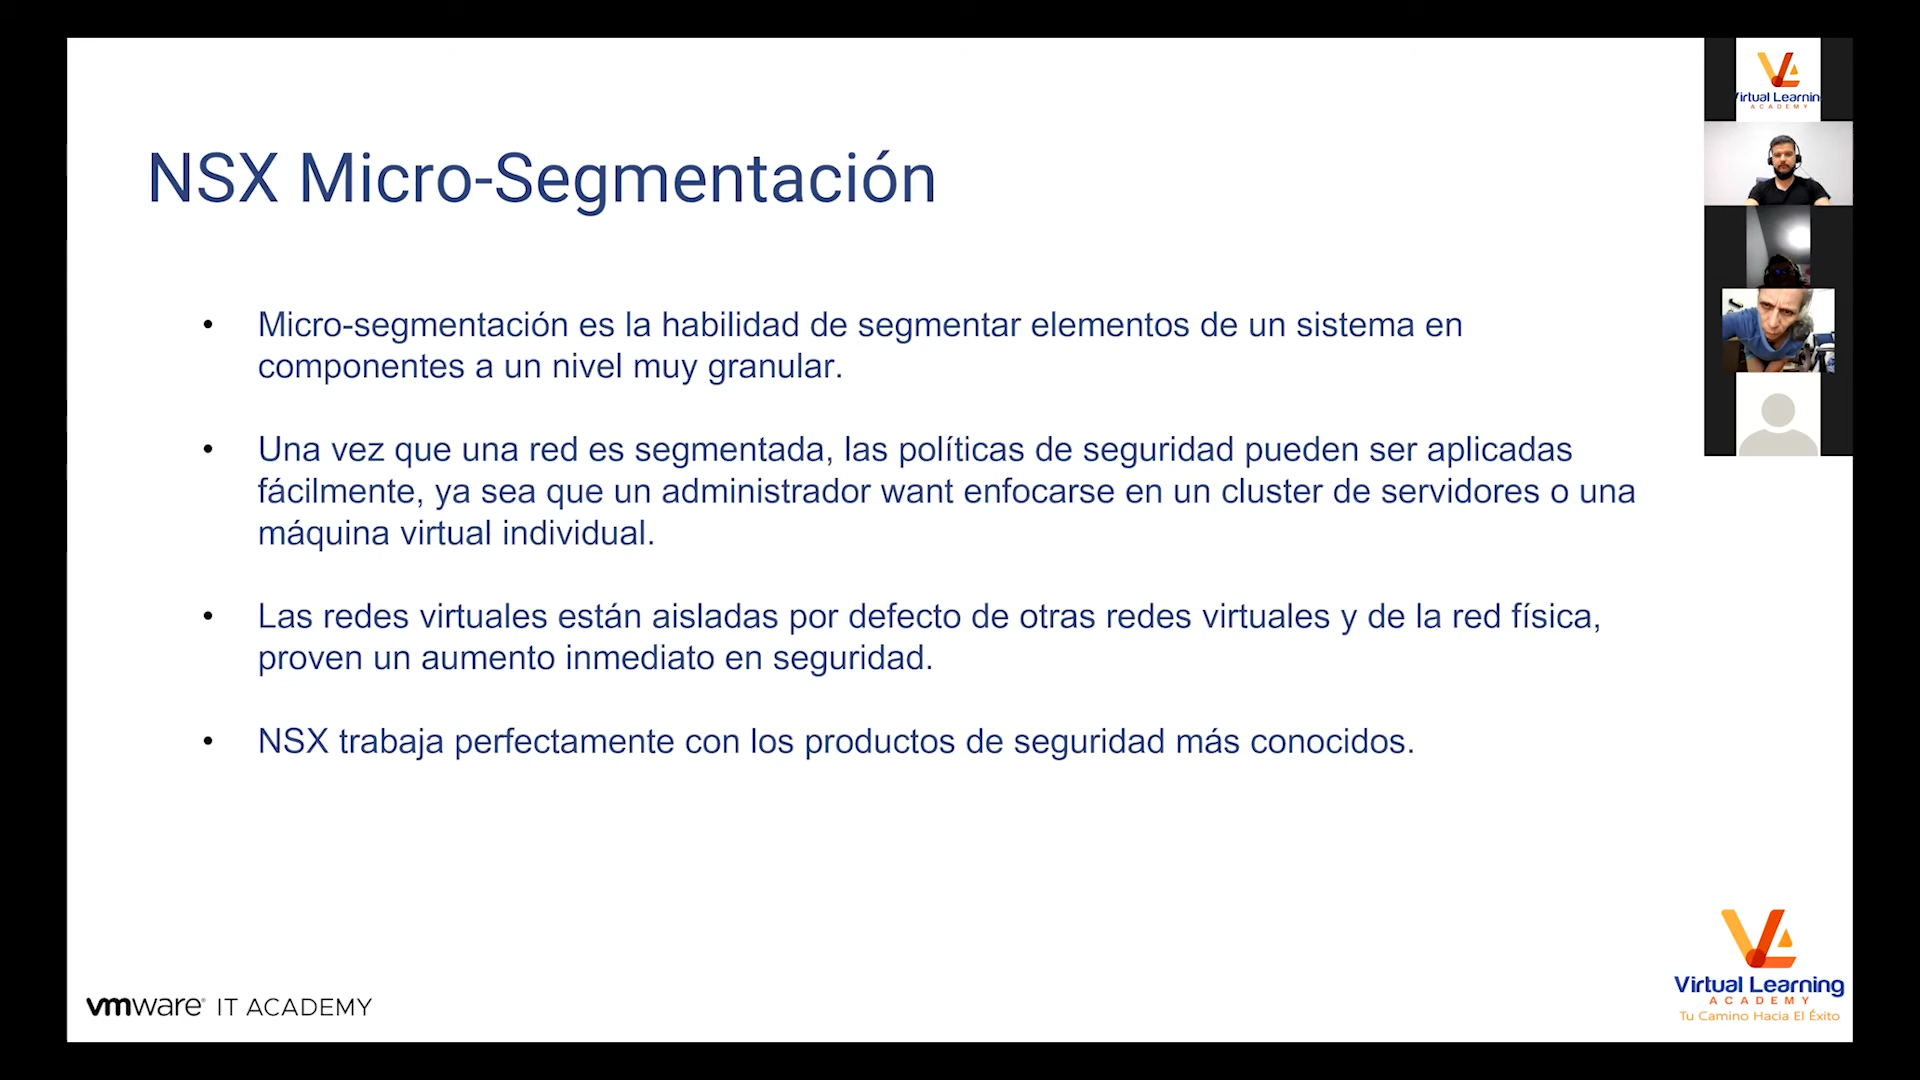 NSX Micro-Segmentación
• Micro-segmentación es la habilidad de segmentar elementos de un sistema en
componentes a un nivel muy granular.
• Una vez que una red es segmentada, las políticas de seguridad pueden ser aplicadas
fácilmente, ya sea que un administrador want enfocarse en un cluster de servidores o una
máquina virtual individual.
• Las redes virtuales están aisladas por defecto de otras redes virtuales y de la red física,
proven un aumento inmediato en seguridad.
• NSX trabaja perfectamente con los productos de seguridad más conocidos.
vmware® IT ACADEMY
Virtual Learning
ACADEMY
Tu Camino Hacia El Éxito
Virtual Learnin
ACADEMY